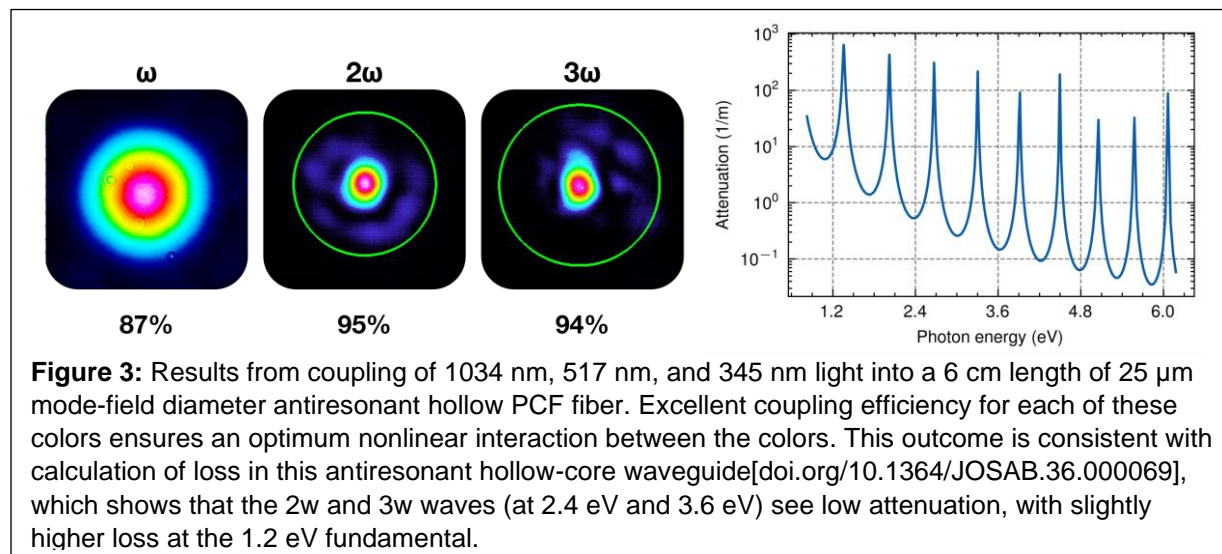 ω 2ω 3ω
87% 95% 94%
Attenuation (1/m)
10³
10²
10¹
10⁰
10⁻¹
1.2 2.4 3.6 4.8 6.0
Photon energy (eV)
Figure 3: Results from coupling of 1034 nm, 517 nm, and 345 nm light into a 6 cm length of 25 µm
mode-field diameter antiresonant hollow PCF fiber. Excellent coupling efficiency for each of these
colors ensures an optimum nonlinear interaction between the colors. This outcome is consistent with
calculation of loss in this antiresonant hollow-core waveguide[doi.org/10.1364/JOSAB.36.000069],
which shows that the 2w and 3w waves (at 2.4 eV and 3.6 eV) see low attenuation, with slightly
higher loss at the 1.2 eV fundamental.